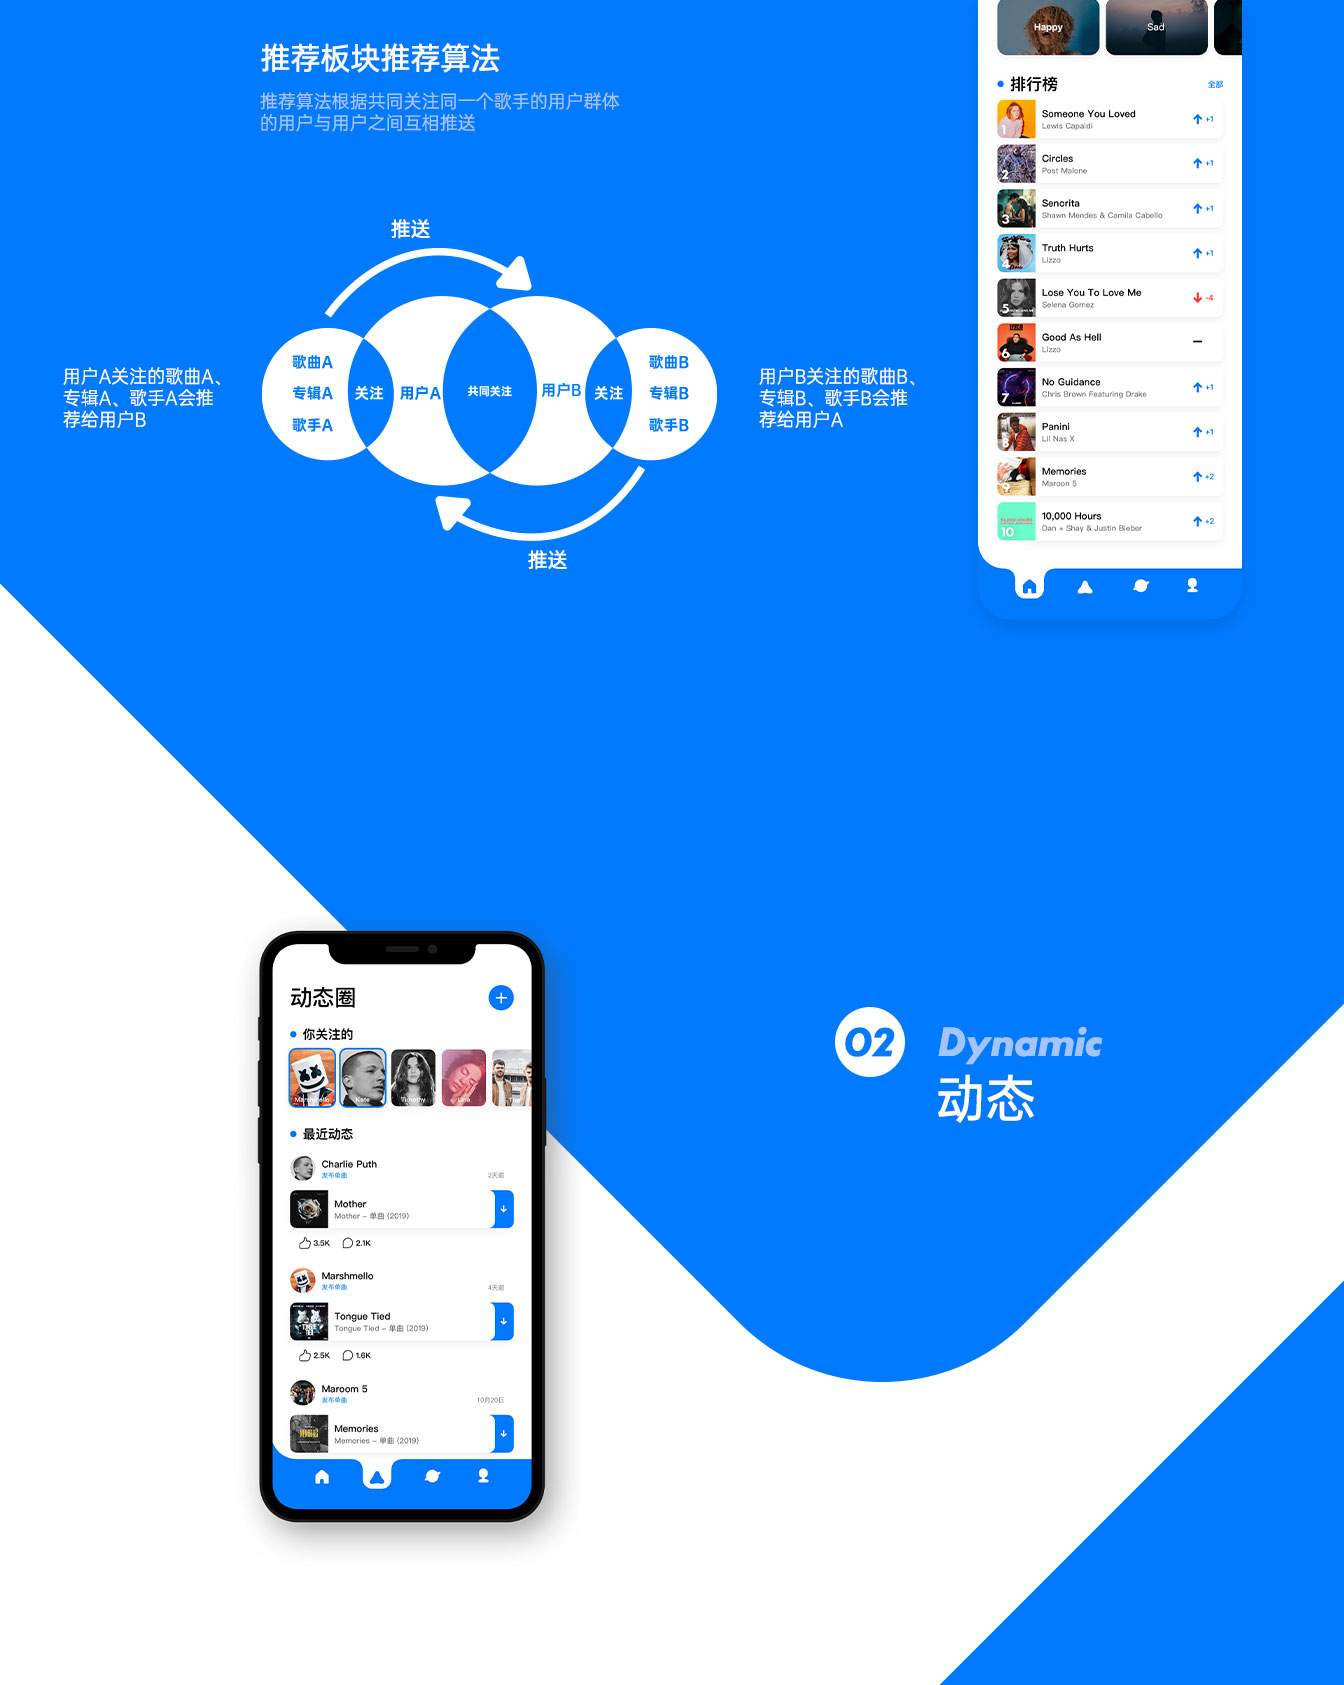 推荐板块推荐算法
推荐算法根据共同关注同一个歌手的用户群体
的用户与用户之间互相推送
推送
用户A关注的歌曲A、
专辑A、歌手A会推
荐给用户B
歌曲A
专辑A
歌手A
关注
用户A
共同关注
用户B
关注
歌曲B
专辑B
歌手B
用户B关注的歌曲B、
专辑B、歌手B会推
荐给用户A
推送
Happy
Sad
排行榜
全部
1
Someone You Loved
Lewis Capaldi
+1
2
Circles
Post Malone
+1
3
Senorita
Shawn Mendes & Camila Cabello
+1
4
Truth Hurts
Lizzo
+1
5
Lose You To Love Me
Selena Gomez
-4
6
Good As Hell
Lizzo
7
No Guidance
Chris Brown Featuring Drake
+1
8
Panini
Lil Nas X
+1
9
Memories
Maroon 5
+2
10
10,000 Hours
Dan + Shay & Justin Bieber
+2
动态圈
你关注的
Marshmello
Kate
Timothy
Lina
The
最近动态
Charlie Puth
发布单曲
2天前
Mother
Mother – 单曲 (2019)
3.5K
2.1K
Marshmello
发布单曲
4天前
Tongue Tied
Tongue Tied – 单曲 (2019)
2.5K
1.6K
Maroom 5
发布单曲
10月20日
Memories
Memories – 单曲 (2019)
02
Dynamic
动态